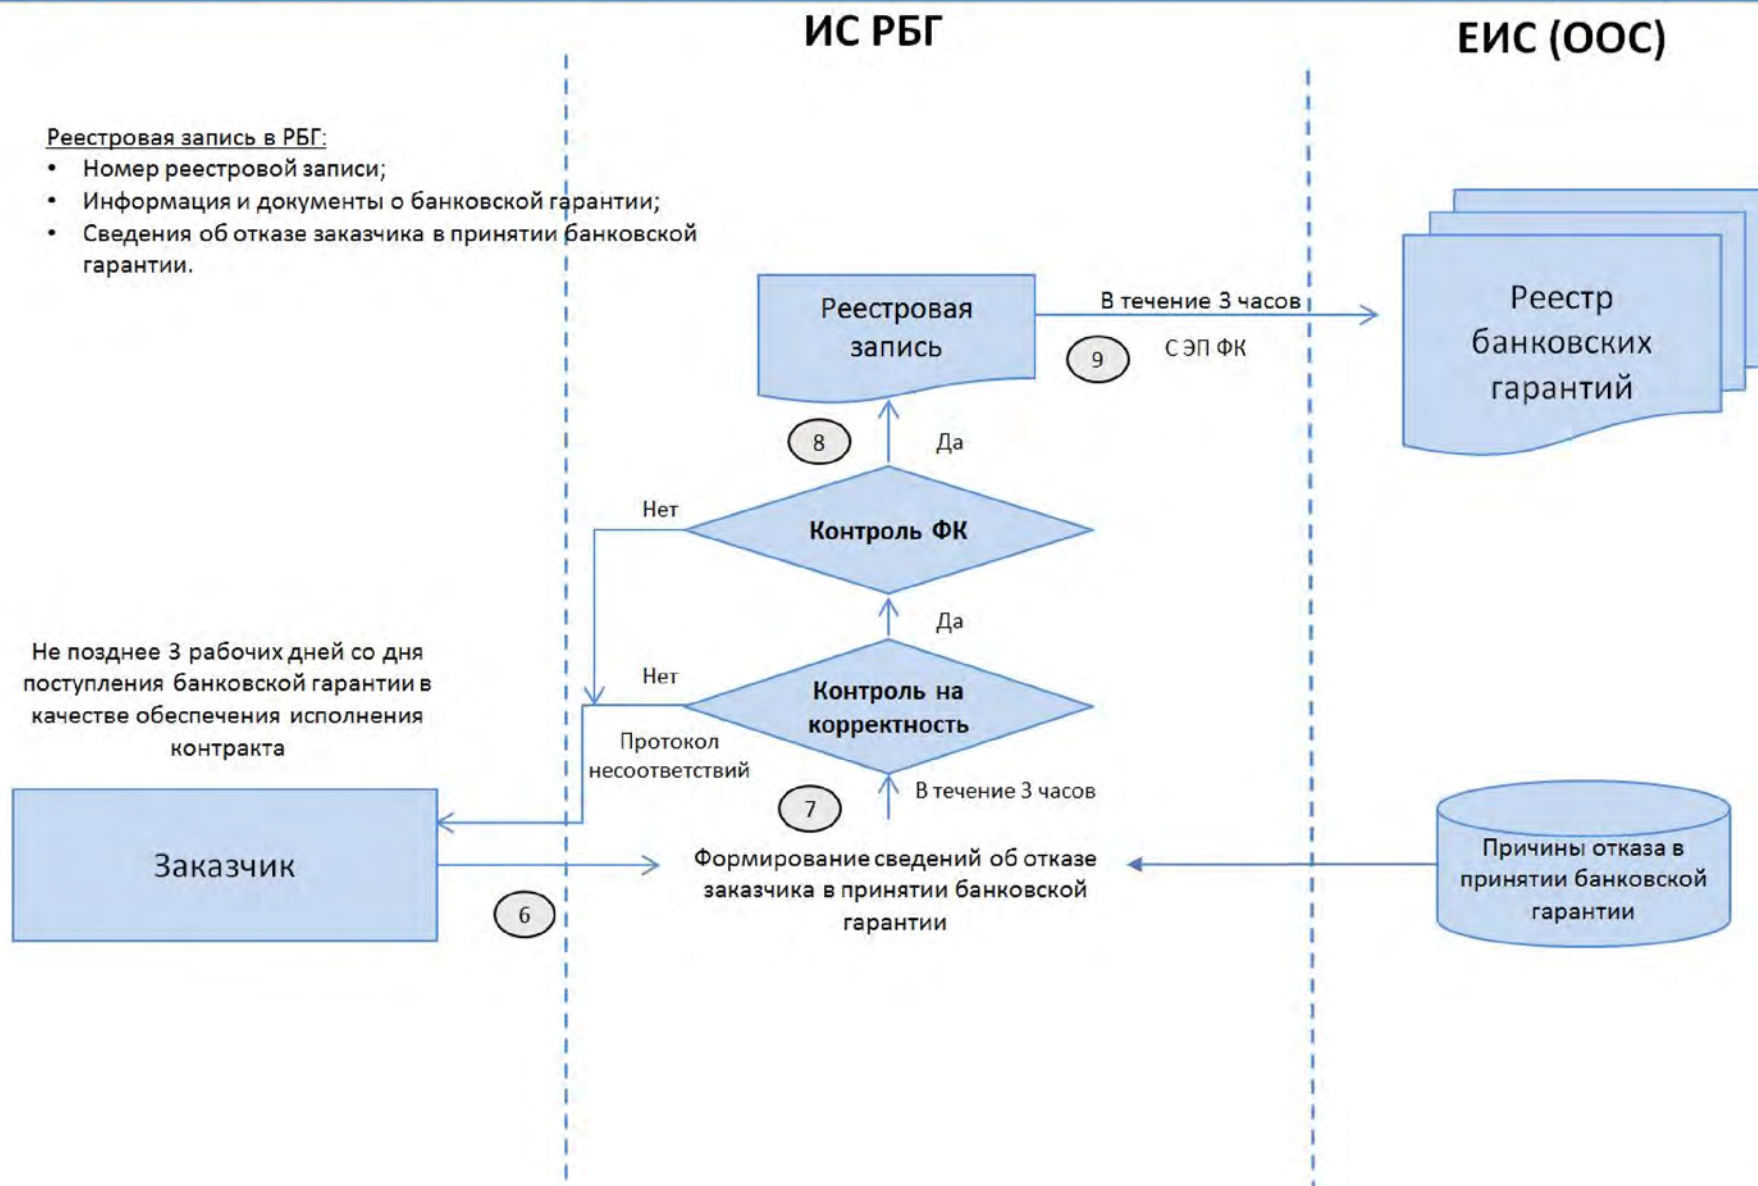 ИС РБГ
ЕИС (ООС)
Реестровая запись в РБГ:
• Номер реестровой записи;
• Информация и документы о банковской гарантии;
• Сведения об отказе заказчика в принятии банковской
гарантии.
Реестровая
запись
В течение 3 часов
9
С ЭП ФК
Реестр
банковских
гарантий
8
Да
Нет
Контроль ФК
Да
Не позднее 3 рабочих дней со дня
поступления банковской гарантии в
качестве обеспечения исполнения
контракта
Нет
Контроль на
корректность
Протокол
несоответствий
7
В течение 3 часов
Заказчик
6
Формирование сведений об отказе
заказчика в принятии банковской
гарантии
Причины отказа в
принятии банковской
гарантии